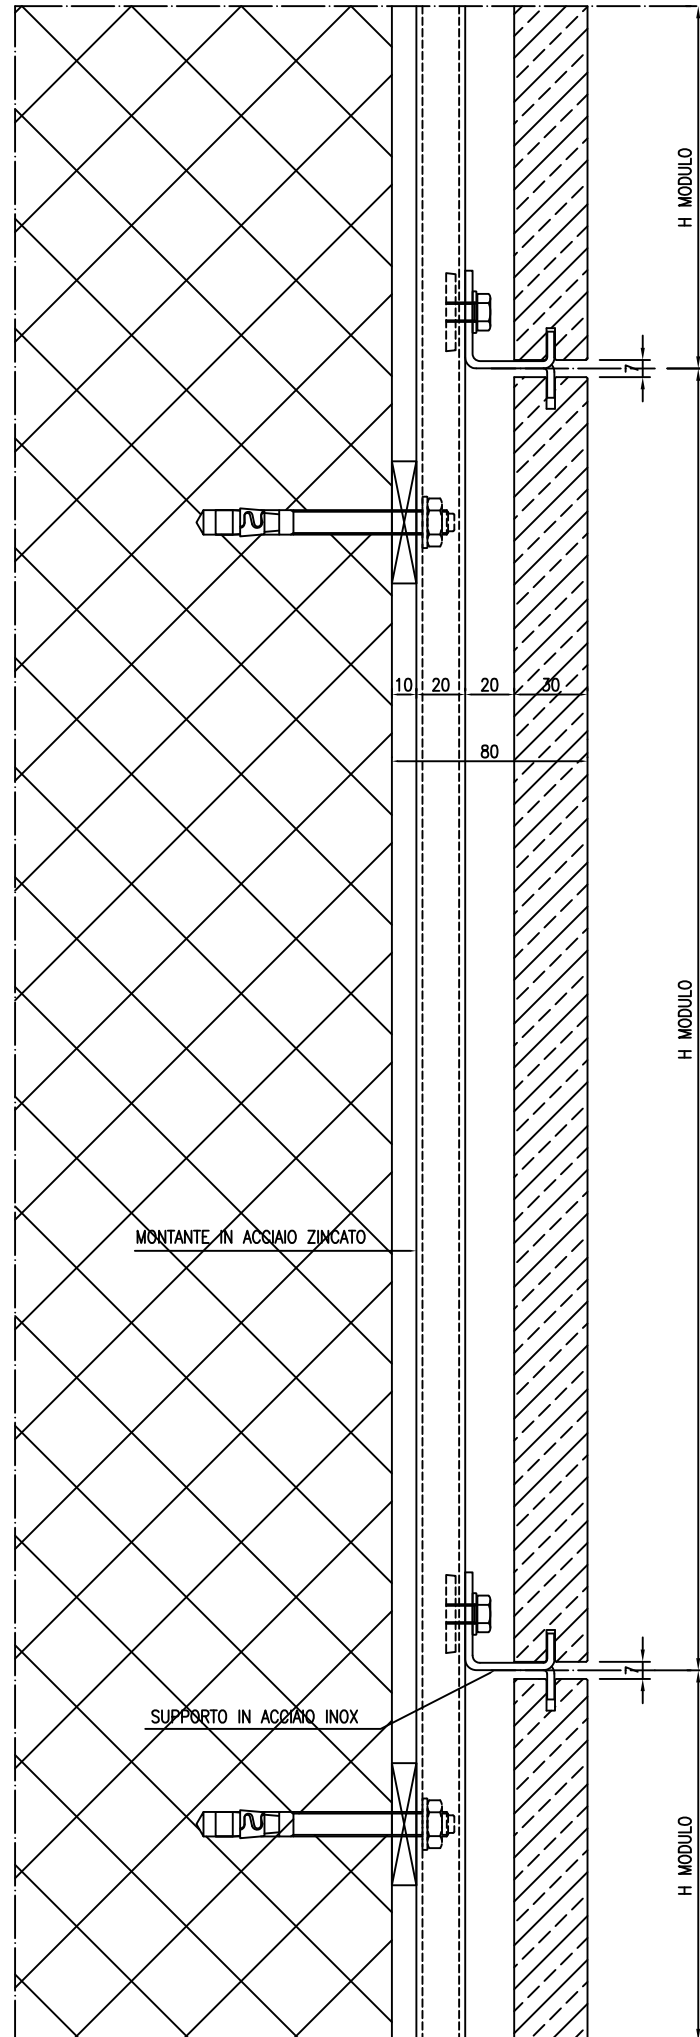 H MODULO
7
10 20 20 30
80
H MODULO
MONTANTE IN ACCIAIO ZINCATO
7
SUPPORTO IN ACCIAIO INOX
H MODULO